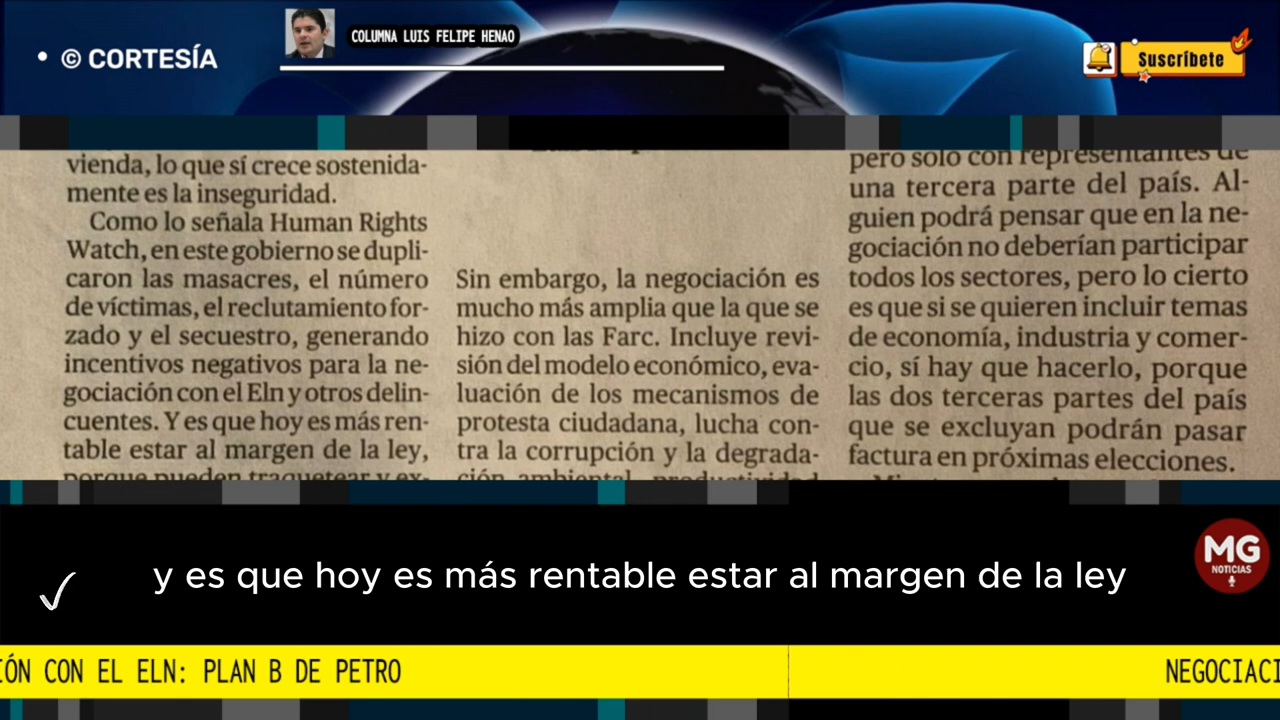 • © CORTESÍA
COLUMNA LUIS FELIPE HENAO
Suscríbete
vienda, lo que sí crece sostenida-
mente es la inseguridad.
Como lo señala Human Rights
Watch, en este gobierno se dupli-
caron las masacres, el número
de víctimas, el reclutamiento for-
zado y el secuestro, generando
incentivos negativos para la ne-
gociación con el Eln y otros delin-
cuentes. Y es que hoy es más ren-
table estar al margen de la ley,
porque pueden traquetear y ex-
Sin embargo, la negociación es
mucho más amplia que la que se
hizo con las Farc. Incluye revi-
sión del modelo económico, eva-
luación de los mecanismos de
protesta ciudadana, lucha con-
tra la corrupción y la degrada-
ción ambiental, productividad
pero solo con representantes de
una tercera parte del país. Al-
guien podrá pensar que en la ne-
gociación no deberían participar
todos los sectores, pero lo cierto
es que si se quieren incluir temas
de economía, industria y comer-
cio, sí hay que hacerlo, porque
las dos terceras partes del país
que se excluyan podrán pasar
factura en próximas elecciones.
y es que hoy es más rentable estar al margen de la ley
MG
NOTICIAS
IÓN CON EL ELN: PLAN B DE PETRO
NEGOCIACI